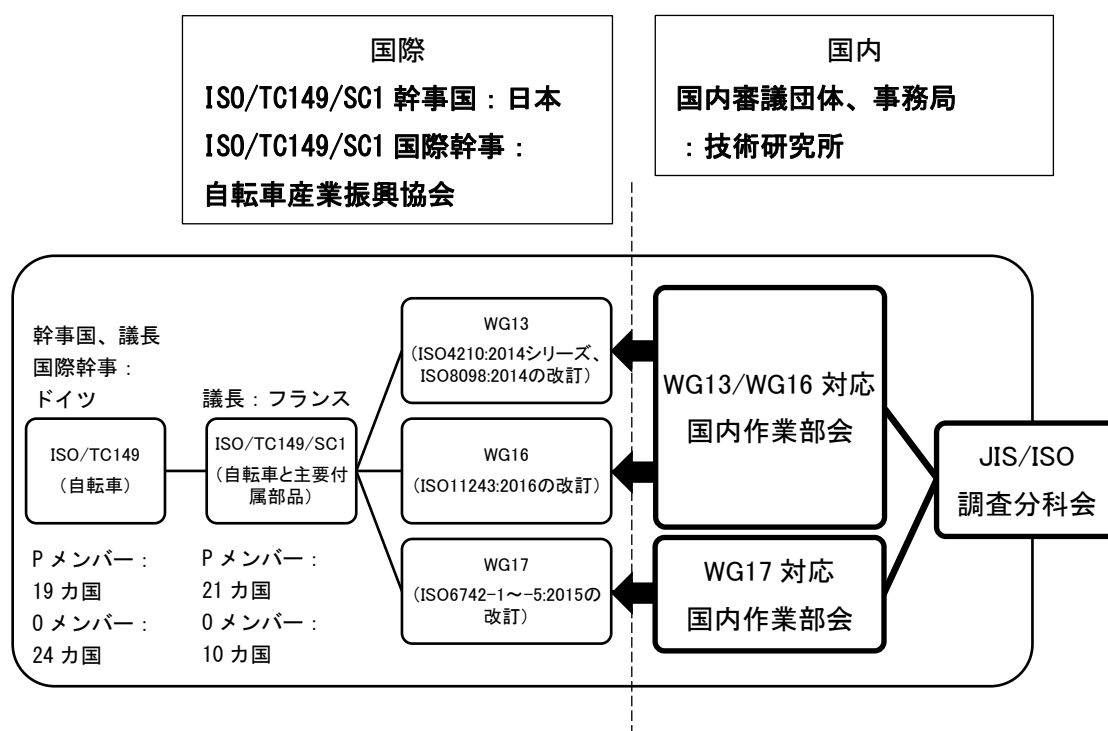 国際
ISO/TC149/SC1 幹事国：日本
ISO/TC149/SC1 国際幹事：
自転車産業振興協会
国内
国内審議団体、事務局
：技術研究所
幹事国、議長
国際幹事：
ドイツ
ISO/TC149
（自転車）
P メンバー：
19 カ国
O メンバー：
24 カ国
議長：フランス
ISO/TC149/SC1
（自転車と主要付
属部品）
P メンバー：
21 カ国
O メンバー：
10 カ国
WG13
（ISO4210:2014シリーズ、
ISO8098:2014の改訂）
WG16
（ISO11243:2016の改訂）
WG17
（ISO6742-1～-5:2015の
改訂）
WG13/WG16 対応
国内作業部会
WG17 対応
国内作業部会
JIS/ISO
調査分科会